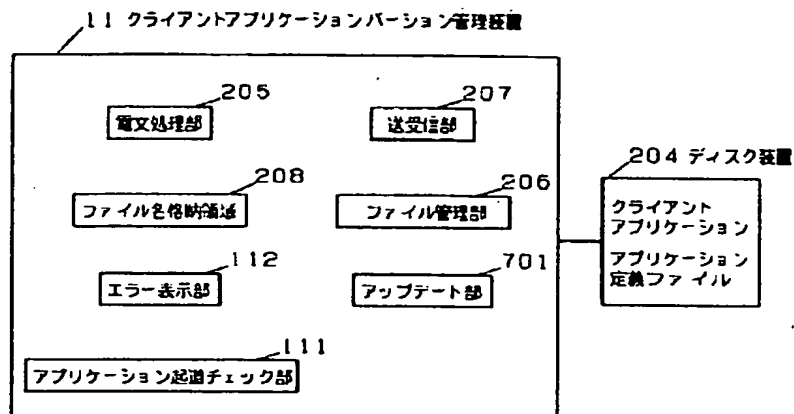 11 クライアントアプリケーションバージョン管理装置
205
電文処理部
207
送受信部
204 ディスク装置
208
ファイル名格納領域
206
ファイル管理部
クライアント
アプリケーション
アプリケーション
定義ファイル
112
エラー表示部
701
アップデート部
111
アプリケーション起動チェック部